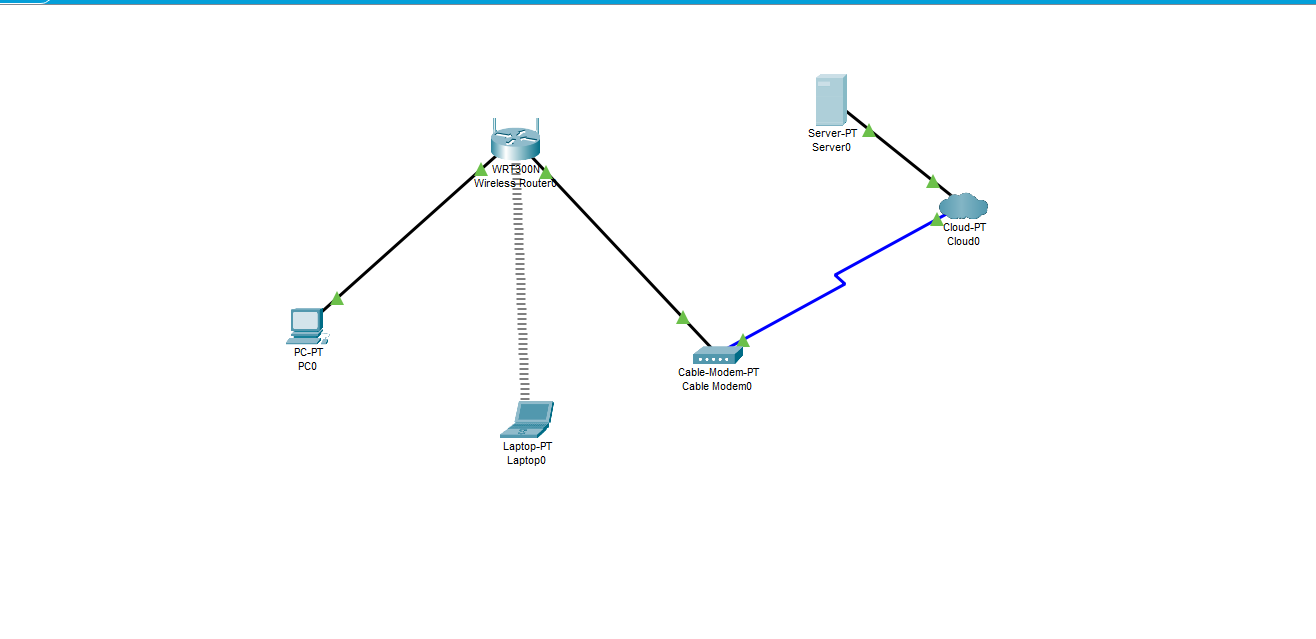 Server-PT
Server0
WRT300N
Wireless Router0
Cloud-PT
Cloud0
PC-PT
PC0
Cable-Modem-PT
Cable Modem0
Laptop-PT
Laptop0